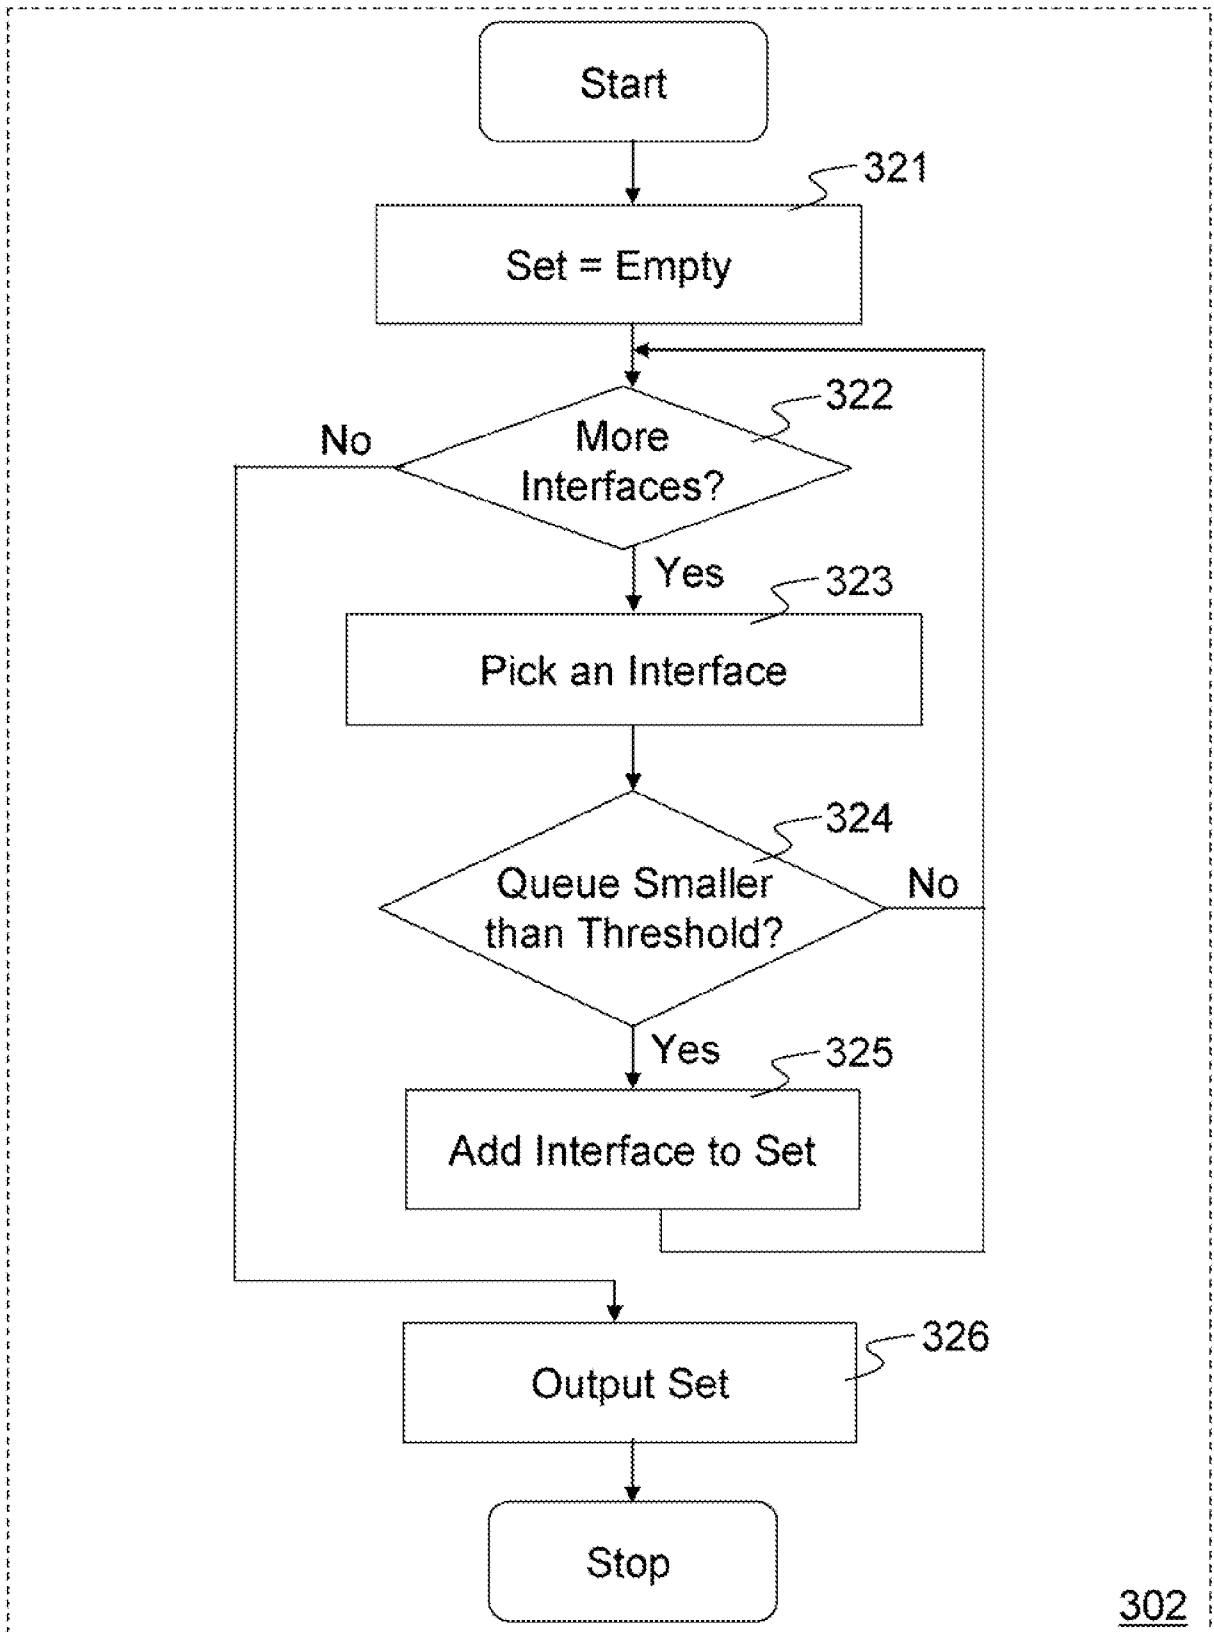 Start
321
Set = Empty
322
No
More
Interfaces?
Yes
323
Pick an Interface
324
Queue Smaller
than Threshold?
No
Yes
325
Add Interface to Set
326
Output Set
Stop
302